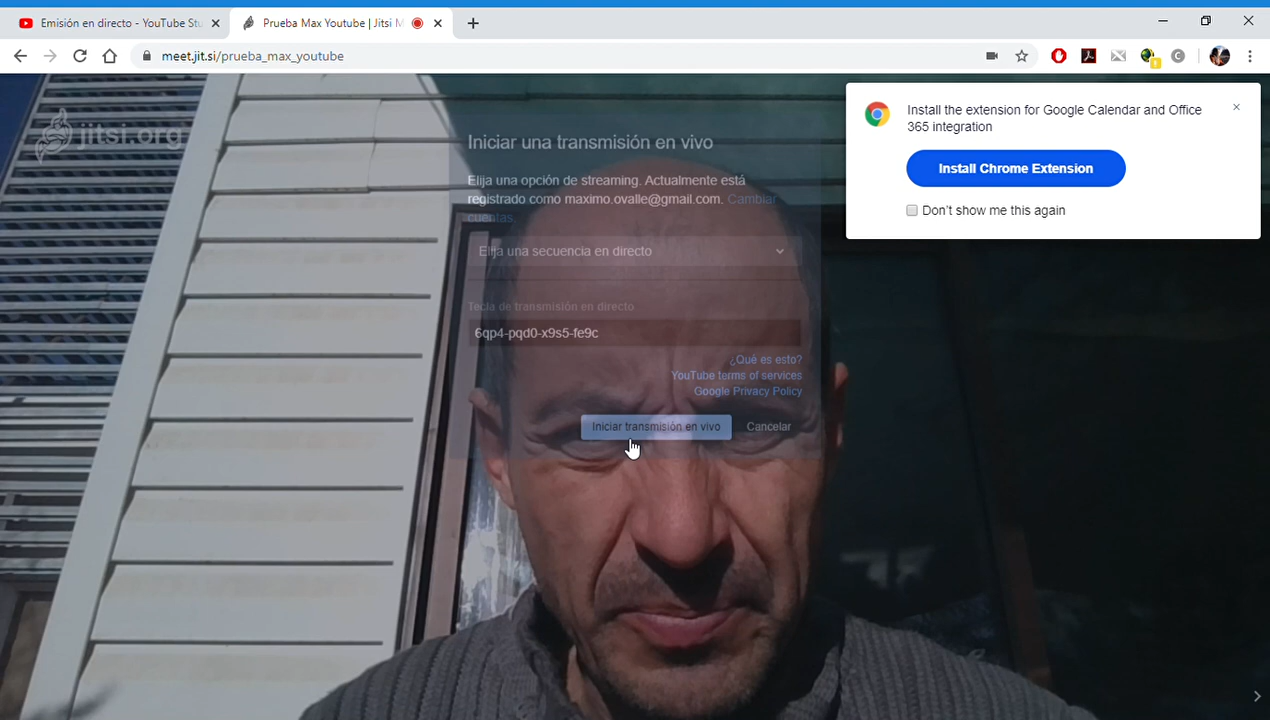 Emisión en directo - YouTube Stu
Prueba Max Youtube | Jitsi M
meet.jit.si/prueba_max_youtube
jitsi.org
Install the extension for Google Calendar and Office
365 integration
Install Chrome Extension
Don't show me this again
Iniciar una transmisión en vivo
Elija una opción de streaming. Actualmente está
registrado como maximo.ovalle@gmail.com. Cambiar
cuentas.
Elija una secuencia en directo
Tecla de transmisión en directo
6qp4-pqd0-x9s5-fe9c
¿Qué es esto?
YouTube terms of services
Google Privacy Policy
Iniciar transmisión en vivo
Cancelar